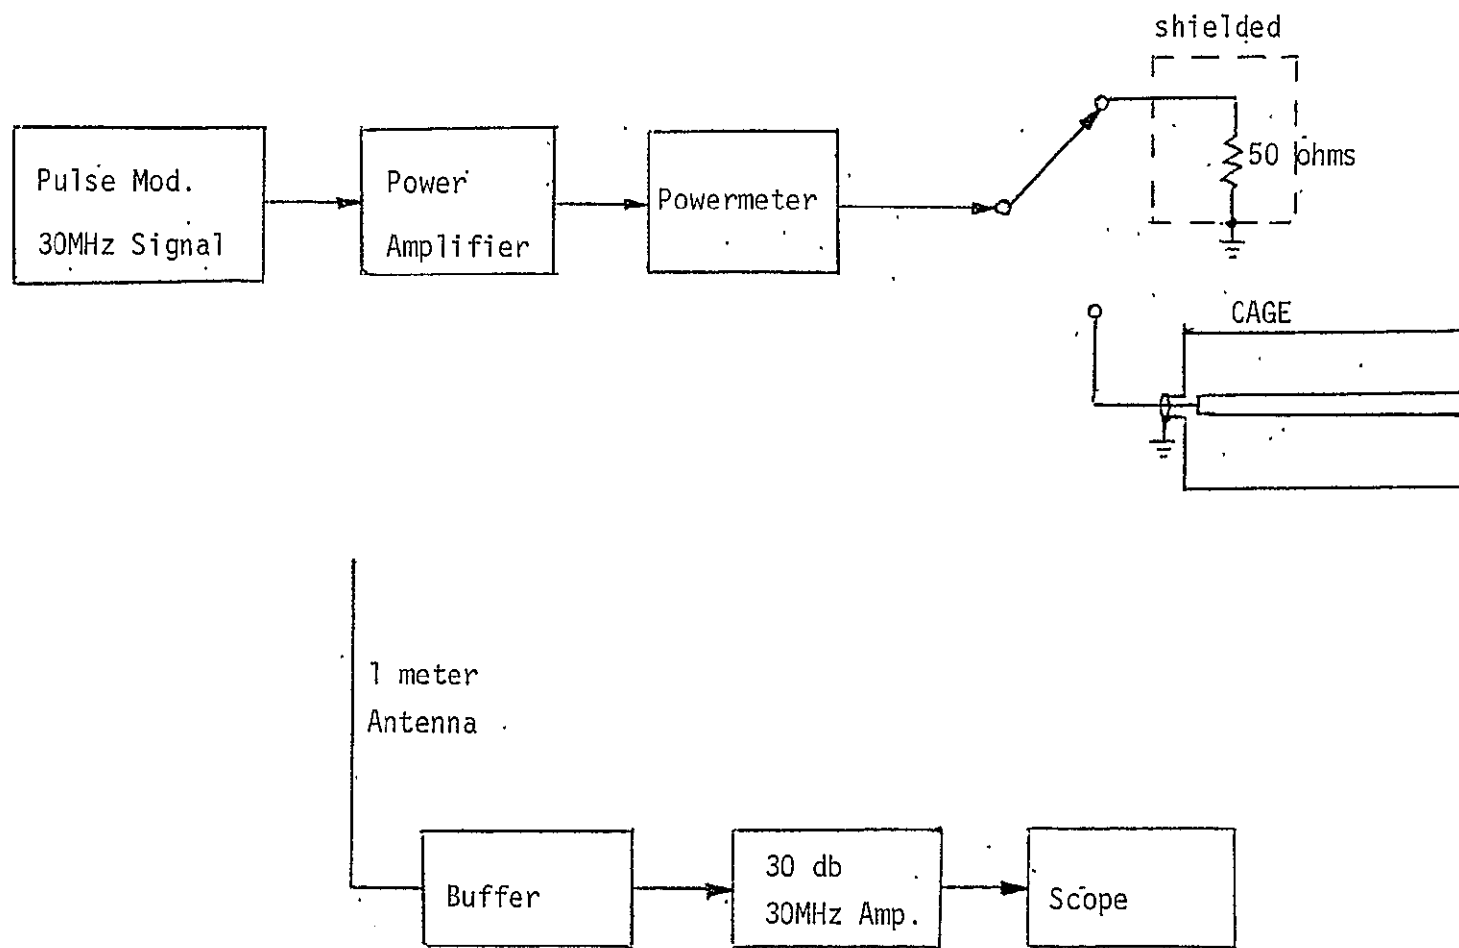 shielded
Pulse Mod.
30MHz Signal
Power
Amplifier
Powermeter
50 ohms
CAGE
1 meter
Antenna
Buffer
30 db
30MHz Amp.
Scope